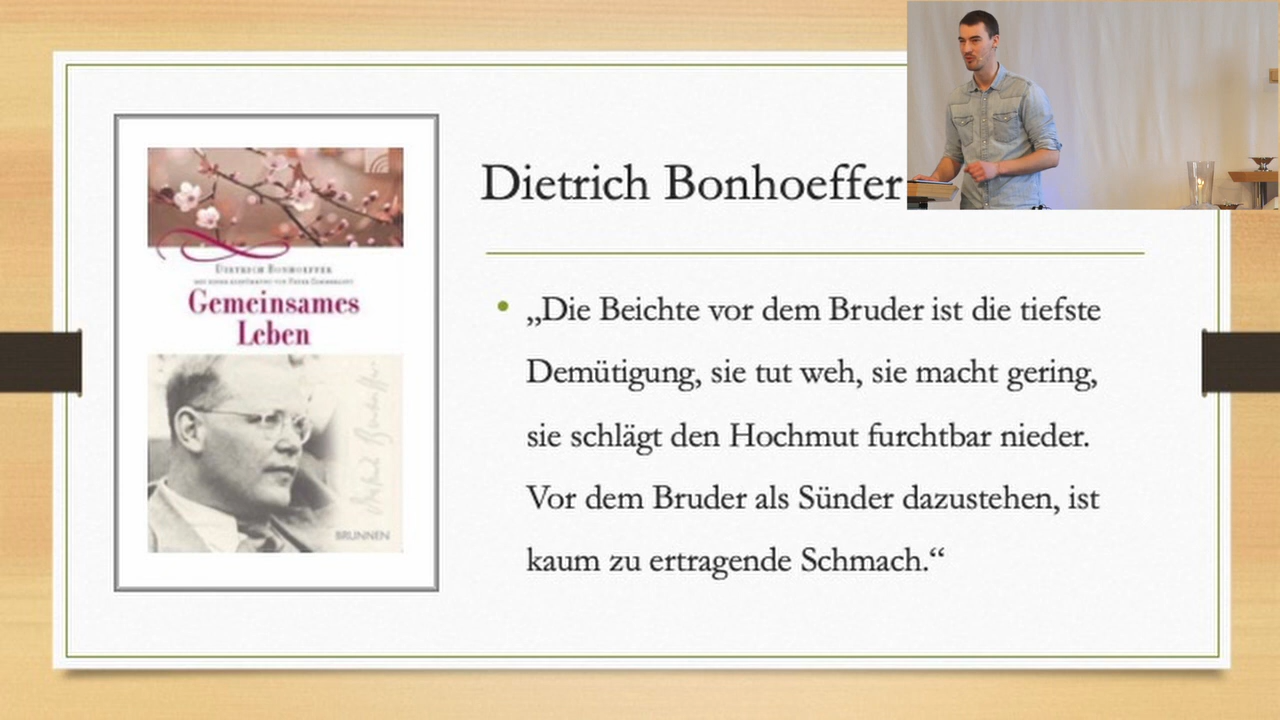 Dietrich Bonhoeffer
DIETRICH BONHOEFFER
Gemeinsames
Leben
BRUNNEN
• „Die Beichte vor dem Bruder ist die tiefste
Demütigung, sie tut weh, sie macht gering,
sie schlägt den Hochmut furchtbar nieder.
Vor dem Bruder als Sünder dazustehen, ist
kaum zu ertragende Schmach.“